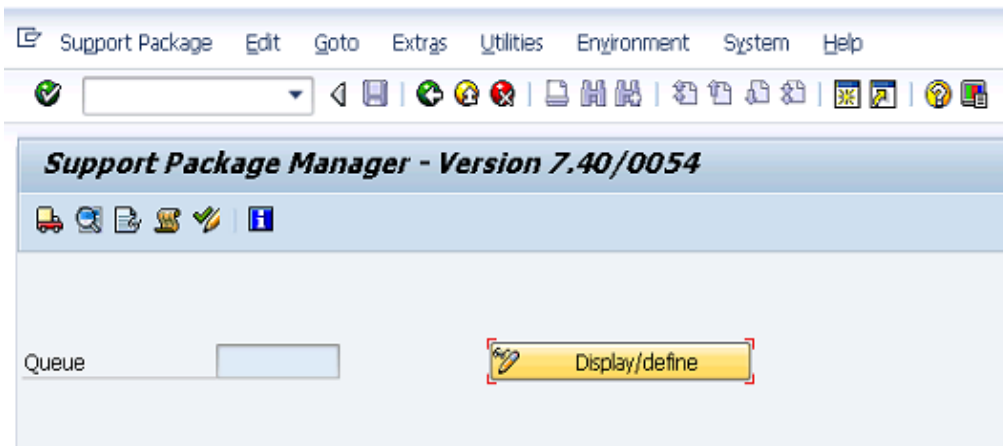 Support Package Edit Goto Extras Utilities Environment System Help
Support Package Manager - Version 7.40/0054
Queue Display/define